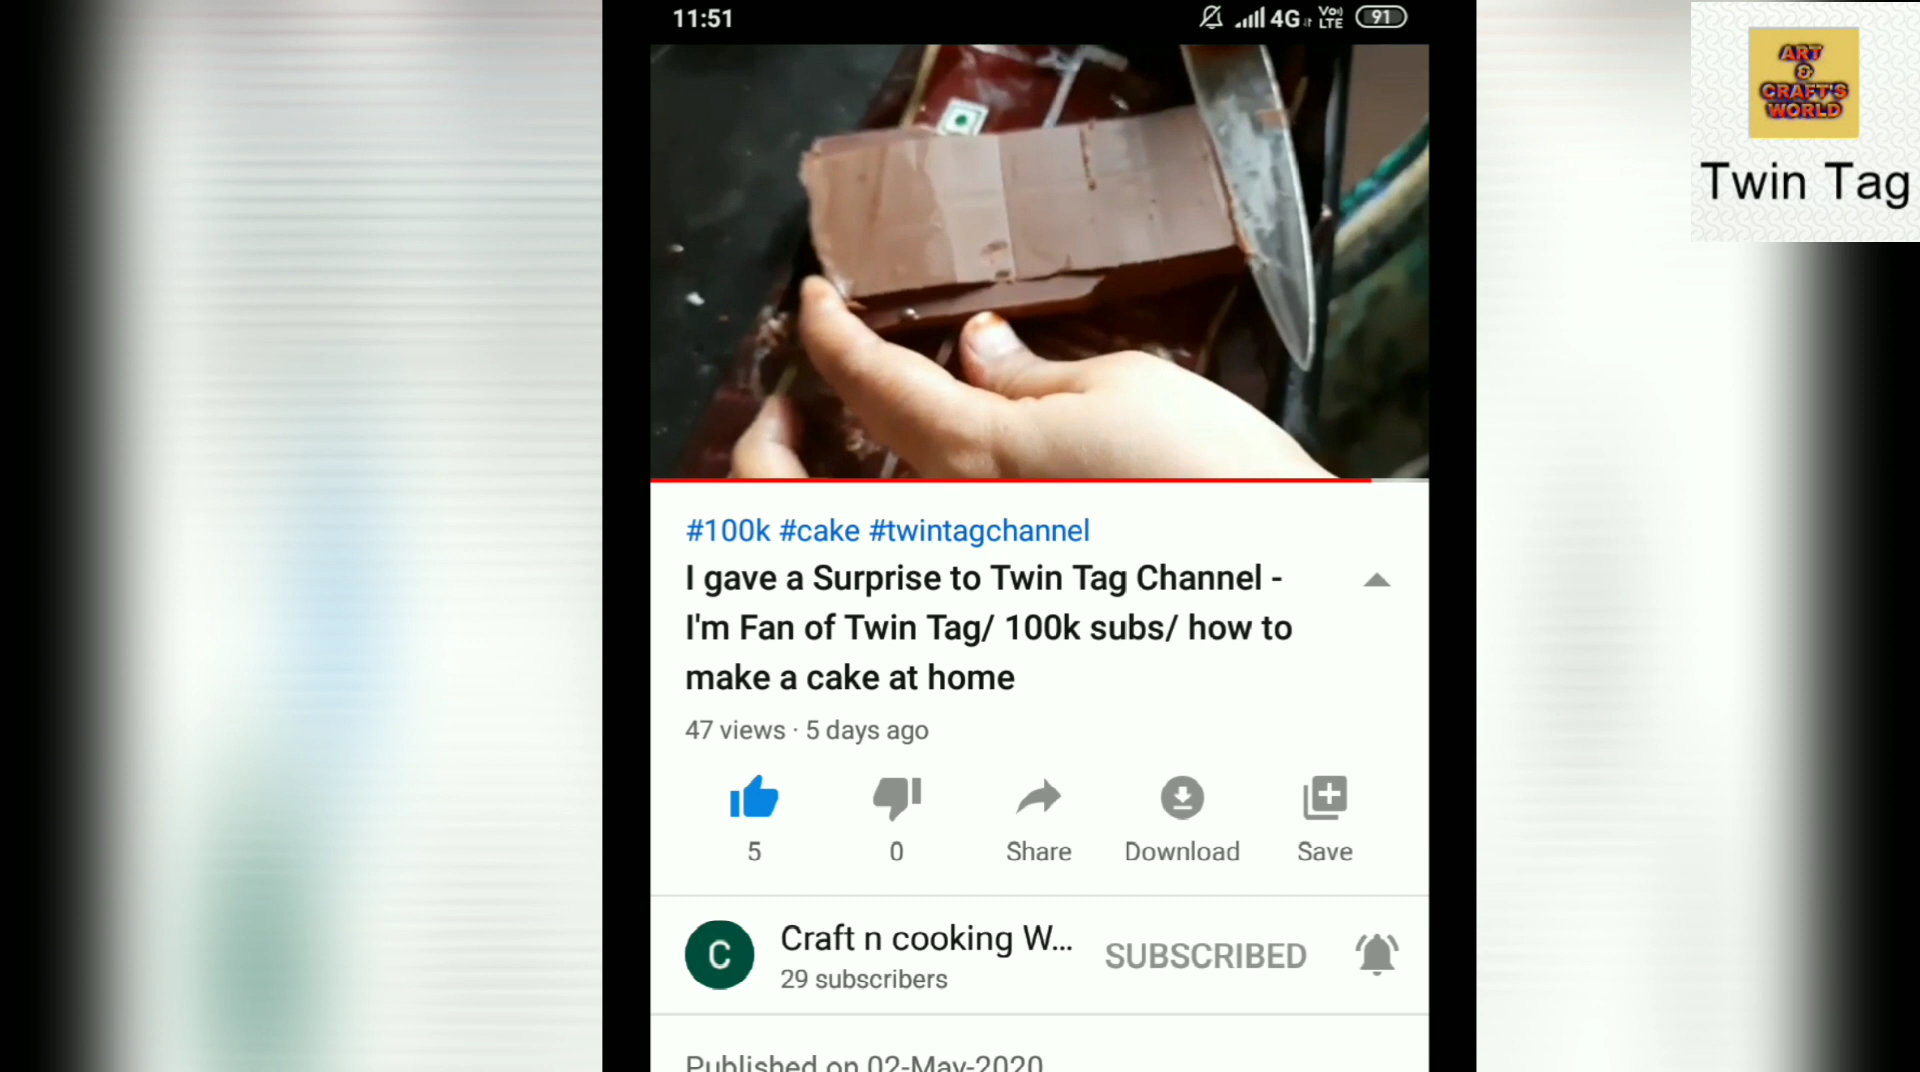 11:51
4G
Vo))
LTE
91
ART
&
CRAFT'S
WORLD
Twin Tag
#100k #cake #twintagchannel
I gave a Surprise to Twin Tag Channel -
I'm Fan of Twin Tag/ 100k subs/ how to
make a cake at home
47 views · 5 days ago
5
0
Share
Download
Save
C
Craft n cooking W...
29 subscribers
SUBSCRIBED
Published on 02-May-2020